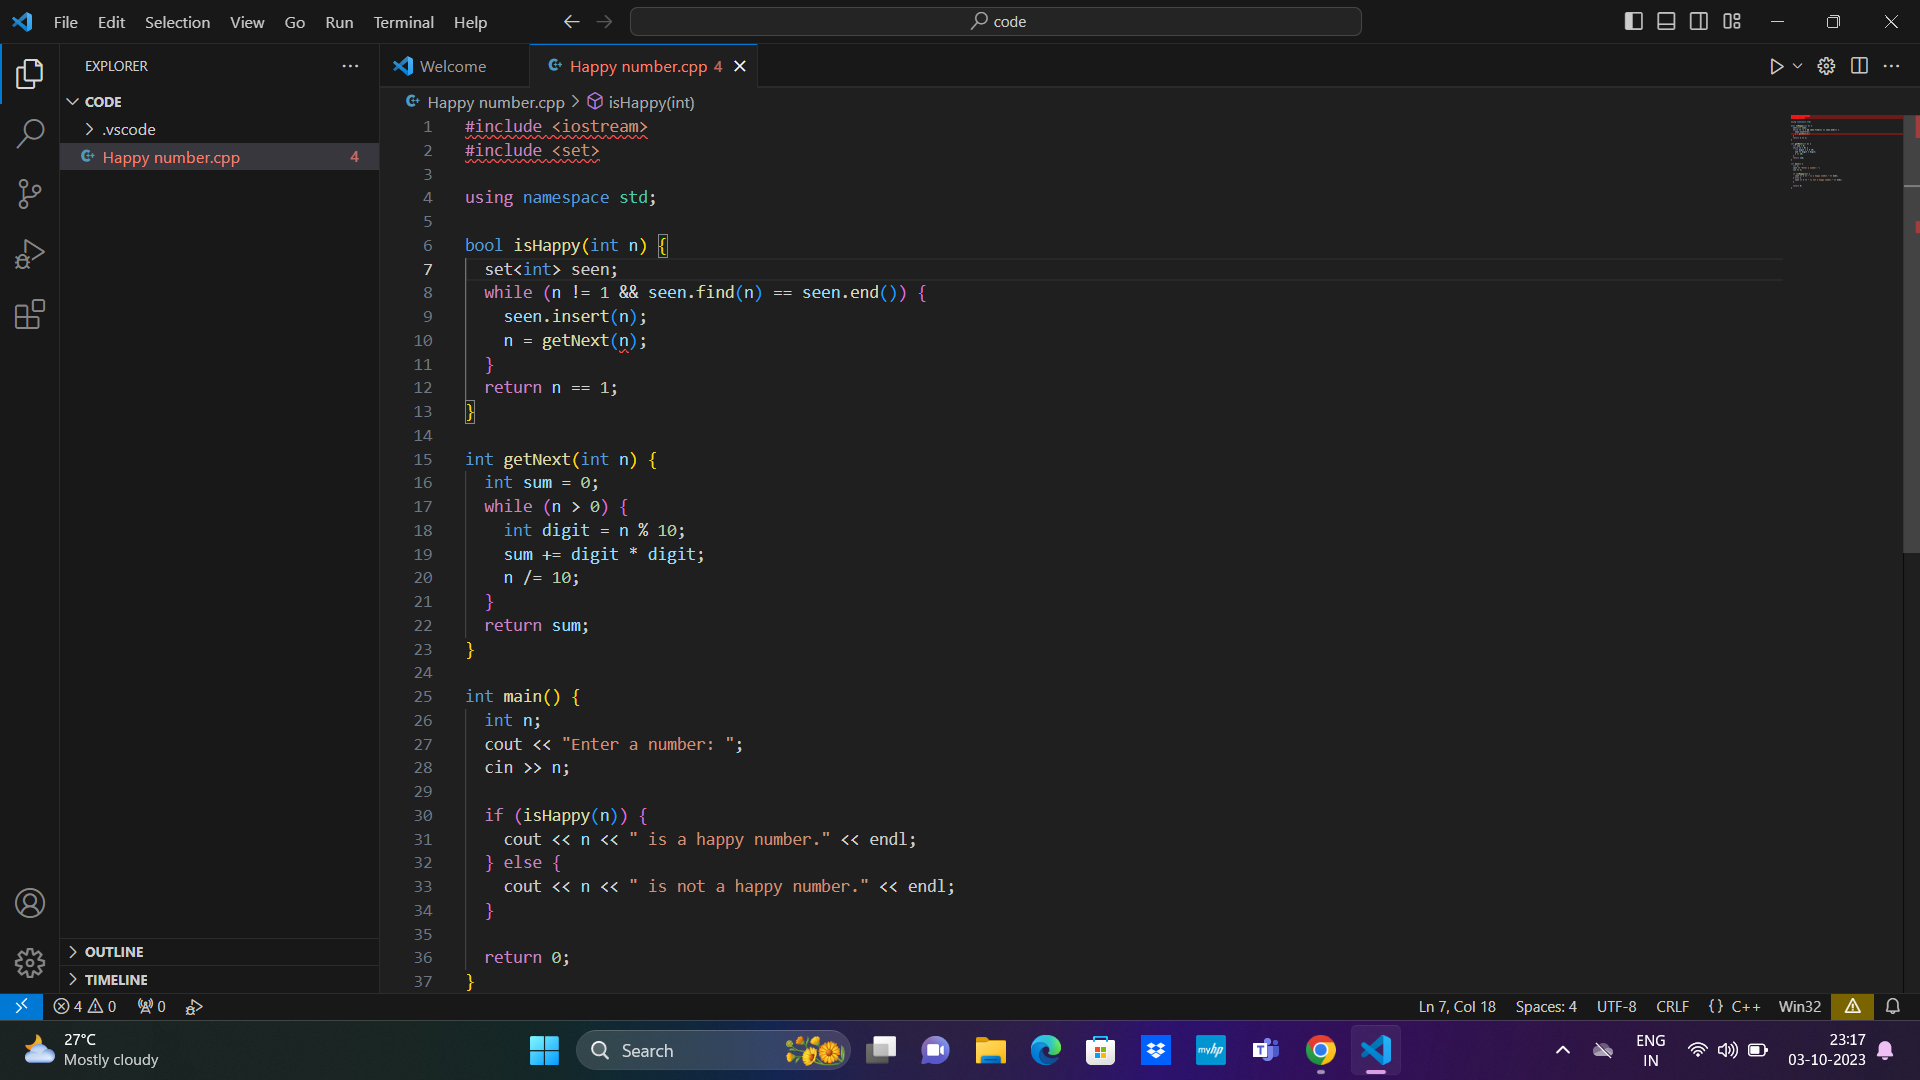 File Edit Selection View Go Run Terminal Help
code
EXPLORER
CODE
.vscode
Happy number.cpp 4
OUTLINE
TIMELINE
Welcome
Happy number.cpp 4
Happy number.cpp > isHappy(int)
1 #include <iostream>
2 #include <set>
3
4 using namespace std;
5
6 bool isHappy(int n) {
7 set<int> seen;
8 while (n != 1 && seen.find(n) == seen.end()) {
9 seen.insert(n);
10 n = getNext(n);
11 }
12 return n == 1;
13 }
14
15 int getNext(int n) {
16 int sum = 0;
17 while (n > 0) {
18 int digit = n % 10;
19 sum += digit * digit;
20 n /= 10;
21 }
22 return sum;
23 }
24
25 int main() {
26 int n;
27 cout << "Enter a number: ";
28 cin >> n;
29
30 if (isHappy(n)) {
31 cout << n << " is a happy number." << endl;
32 } else {
33 cout << n << " is not a happy number." << endl;
34 }
35
36 return 0;
37 }
4 0 0
Ln 7, Col 18 Spaces: 4 UTF-8 CRLF {} C++ Win32
27°C
Mostly cloudy
Search
myhp
T
ENG
IN
23:17
03-10-2023